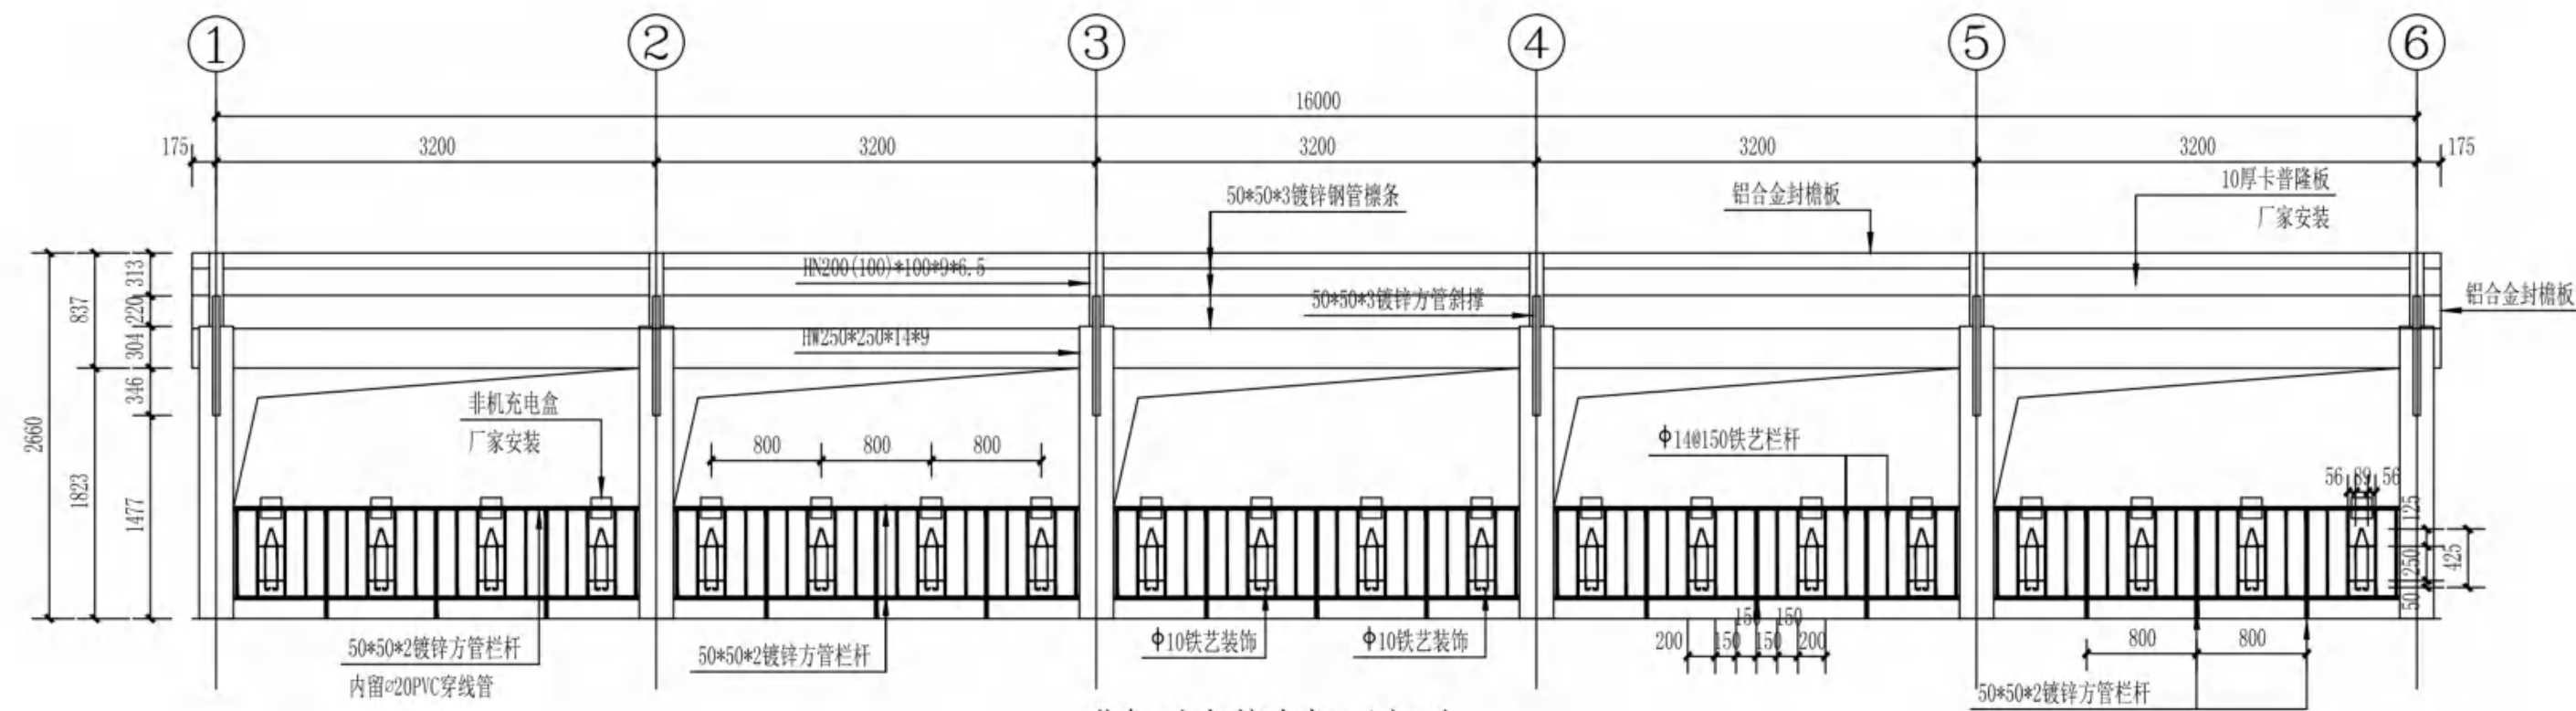 1 2 3 4 5 6
16000
175 3200 3200 3200 3200 3200 175
50*50*3镀锌钢管檩条
铝合金封檐板
10厚卡普隆板
厂家安装
HN200(100)*100*9*6.5
50*50*3镀锌方管斜撑
铝合金封檐板
HW250*250*14*9
313
220
304
837
346
1477
1823
2660
非机充电盒
厂家安装
800 800 800
Φ14@150铁艺栏杆
56 89 56
125
250
50
425
50*50*2镀锌方管栏杆
内留⌀20PVC穿线管
50*50*2镀锌方管栏杆
Φ10铁艺装饰
Φ10铁艺装饰
150 150
200 150 150 200
800 800
50*50*2镀锌方管栏杆